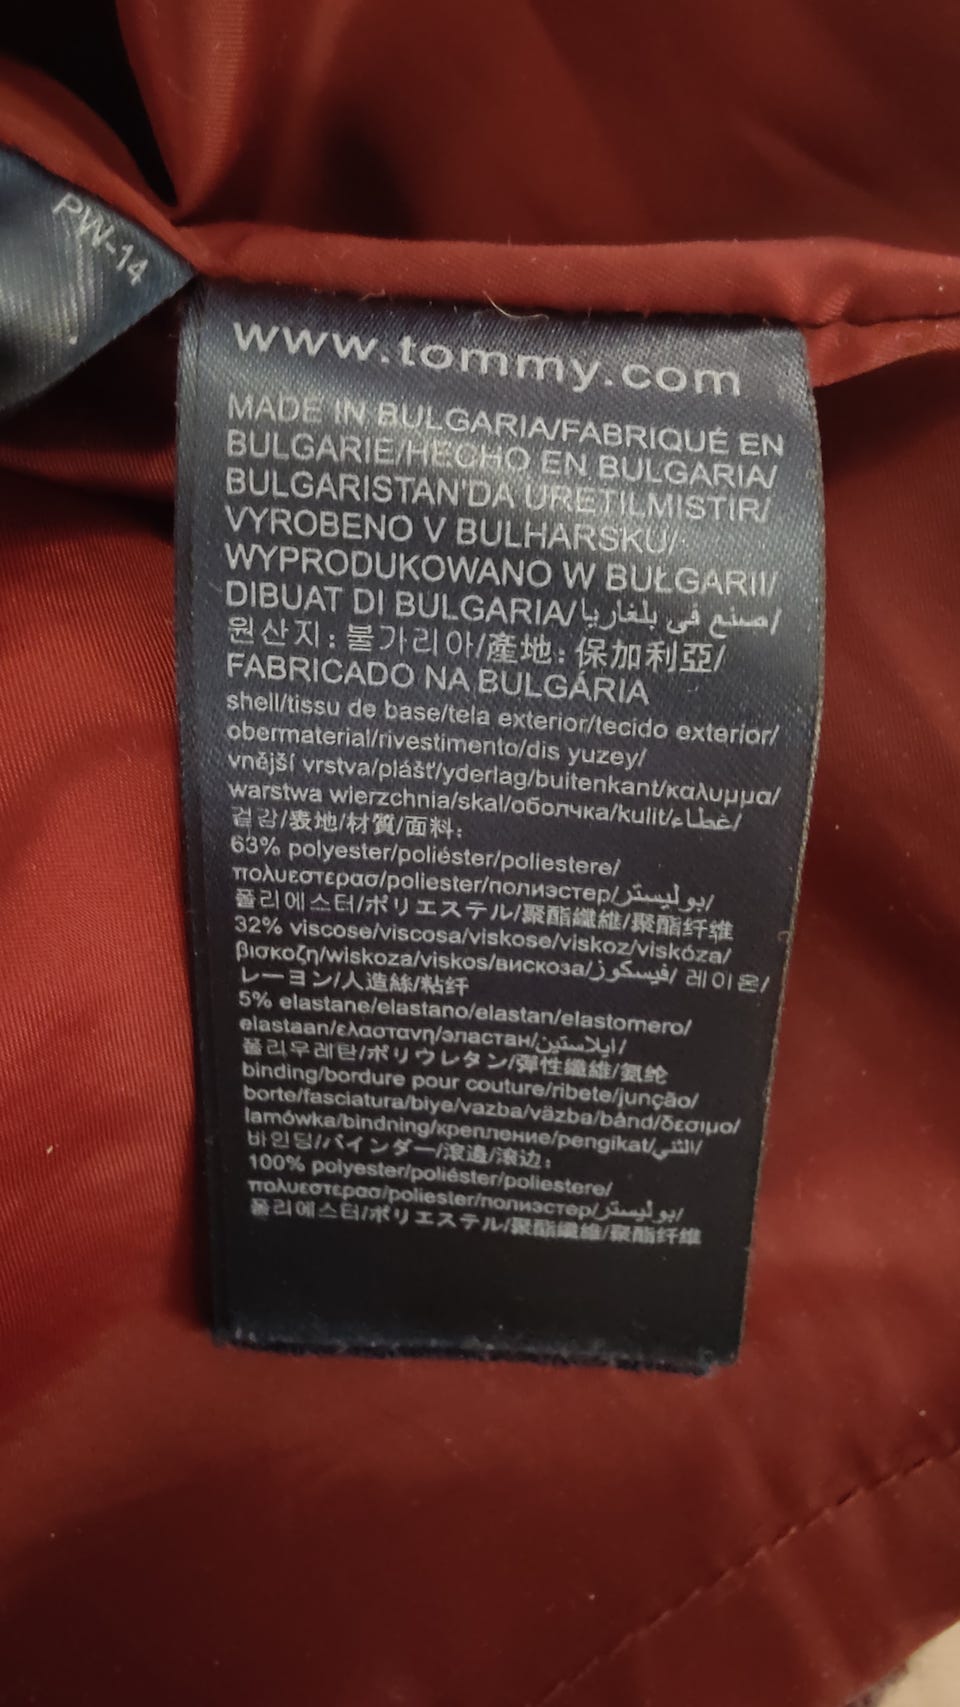 PW-14
www.tommy.com
MADE IN BULGARIA/FABRIQUÉ EN
BULGARIE/HECHO EN BULGARIA/
BULGARISTAN'DA URETILMISTIR/
VYROBENO V BULHARSKU/
WYPRODUKOWANO W BUŁGARII/
DIBUAT DI BULGARIA/صنع في بلغاريا/
원산지: 불가리아/產地: 保加利亞/
FABRICADO NA BULGÁRIA
shell/tissu de base/tela exterior/tecido exterior/
obermaterial/rivestimento/dis yuzey/
vnější vrstva/plášť/yderlag/buitenkant/καλυμμα/
warstwa wierzchnia/skal/оболчка/kulit/غطاء/
겉감/表地/材質/面料:
63% polyester/poliéster/poliestere/
πολυεστερασ/poliester/полиэстер/بوليستر/
폴리에스터/ポリエステル/聚酯纖維/聚酯纤维
32% viscose/viscosa/viskose/viskoz/viskóza/
βισκοζη/wiskoza/viskos/вискоза/فيسكوز/ 레이온/
レーヨン/人造絲/粘纤
5% elastane/elastano/elastan/elastomero/
elastaan/ελαστανη/эластан/ايلاستين/
폴리우레탄/ポリウレタン/彈性纖維/氨纶
binding/bordure pour couture/ribete/junção/
borte/fasciatura/biye/vazba/väzba/bånd/δεσιμο/
lamówka/bindning/крепление/pengikat/الثني/
바인딩/バインダー/滾邊/滚边:
100% polyester/poliéster/poliestere/
πολυεστερασ/poliester/полиэстер/بوليستر/
폴리에스터/ポリエステル/聚酯纖維/聚酯纤维